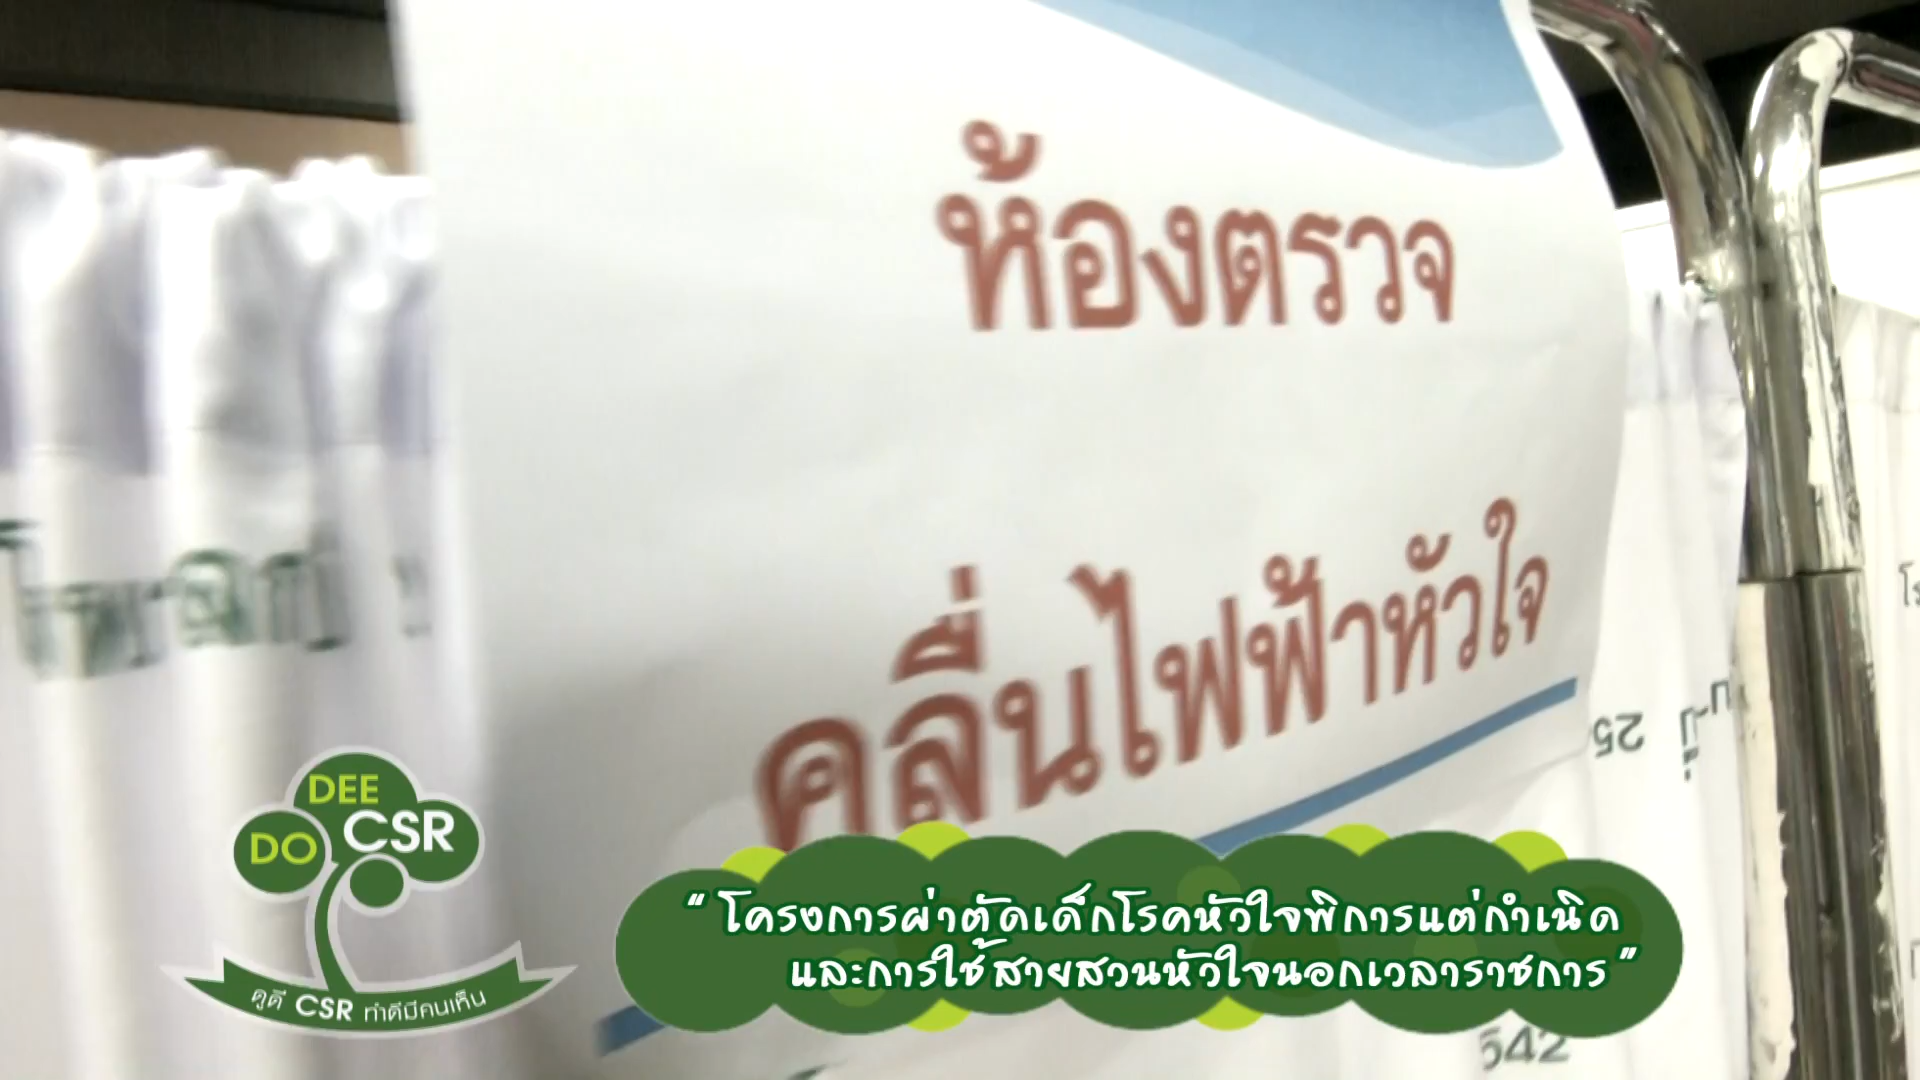 ห้องตรวจ
คลื่นไฟฟ้าหัวใจ
25
542
DEE
DO CSR
ดูดี CSR ทำดีมีคนเห็น
“ โครงการผ่าตัดเด็กโรคหัวใจพิการแต่กำเนิด
และการใช้สายสวนหัวใจนอกเวลาราชการ ”